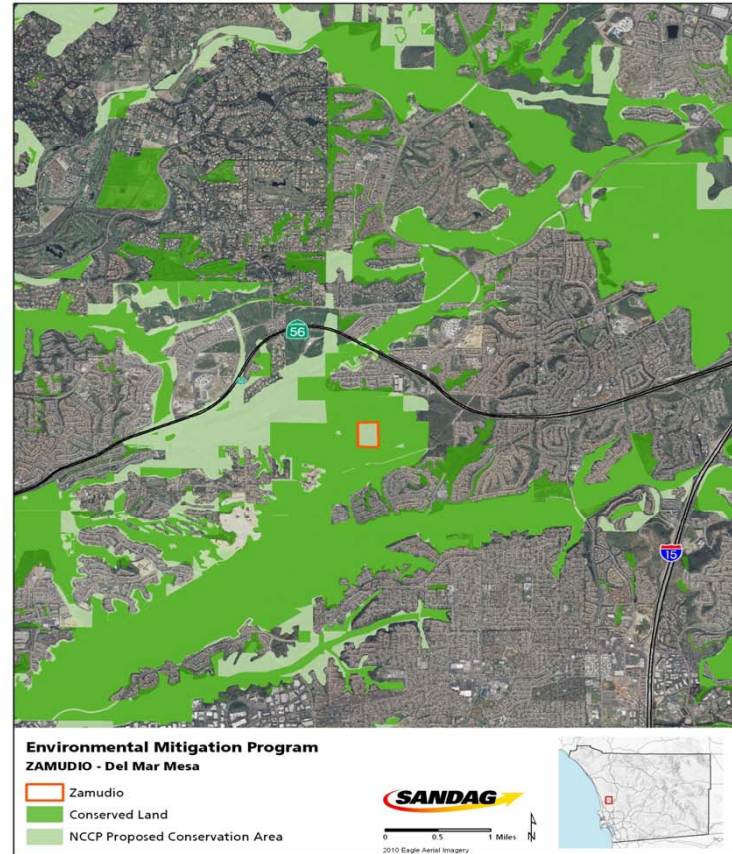 56
15
Environmental Mitigation Program
ZAMUDIO - Del Mar Mesa
Zamudio
Conserved Land
NCCP Proposed Conservation Area
SANDAG
0 0.5 1 Miles
2010 Eagle Aerial Imagery